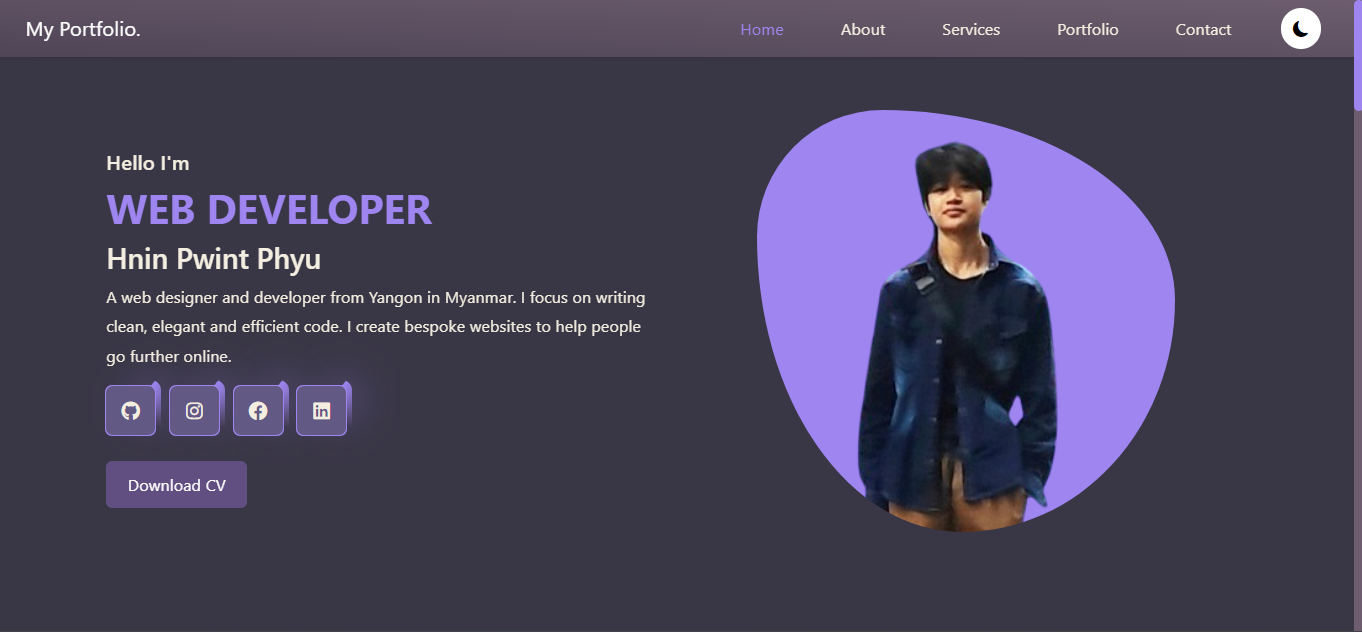 My Portfolio.
Home About Services Portfolio Contact
Hello I'm
WEB DEVELOPER
Hnin Pwint Phyu
A web designer and developer from Yangon in Myanmar. I focus on writing
clean, elegant and efficient code. I create bespoke websites to help people
go further online.
Download CV